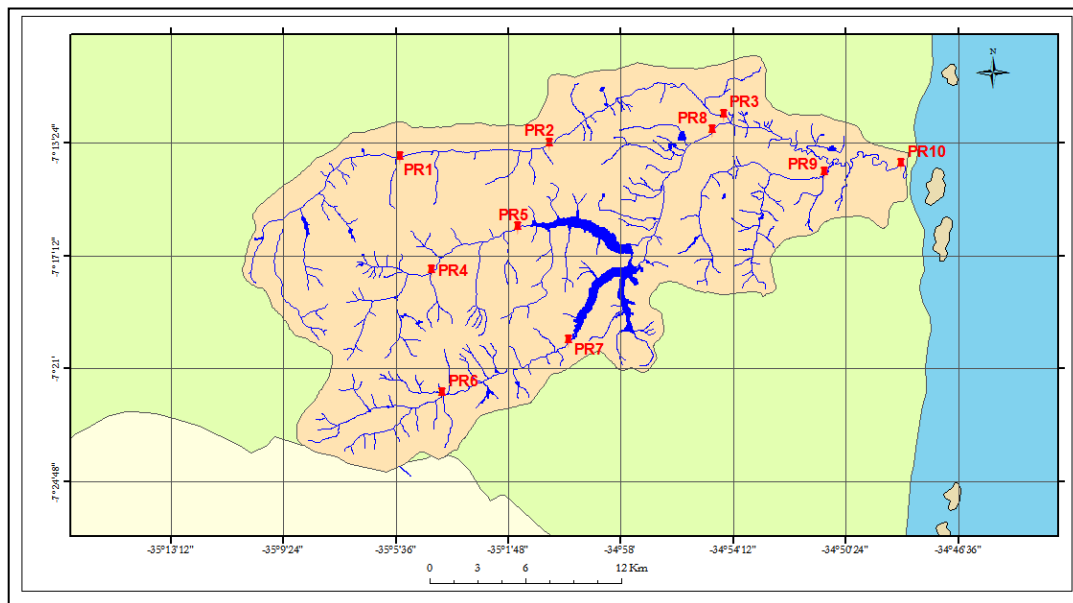 N
PR3
PR8
PR2
-7°13'24"
PR1
PR9
PR10
PR5
-7°17'12"
PR4
PR7
-7°21'
PR6
-7°24'48"
-35°13'12"
-35°9'24"
-35°5'36"
-35°1'48"
-34°58'
-34°54'12"
-34°50'24"
-34°46'36"
0 3 6 12 Km